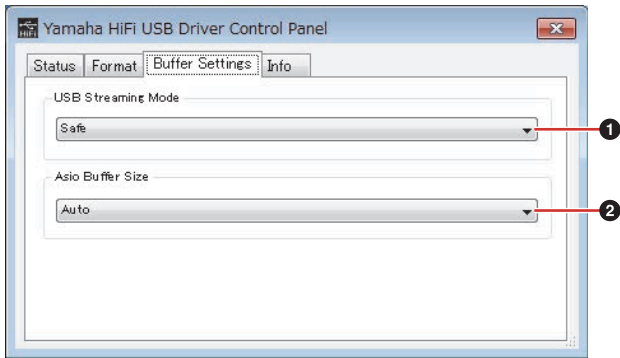 HiFi Yamaha HiFi USB Driver Control Panel
Status Format Buffer Settings Info
USB Streaming Mode
Safe
1
Asio Buffer Size
Auto
2